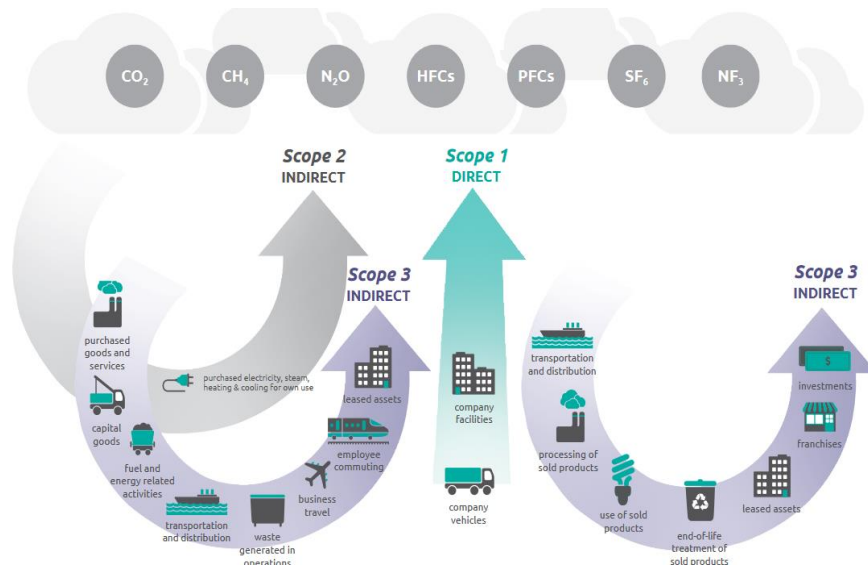 CO₂
CH₄
N₂O
HFCs
PFCs
SF₆
NF₃
Scope 2
INDIRECT
Scope 1
DIRECT
Scope 3
INDIRECT
Scope 3
INDIRECT
purchased
goods and
services
capital
goods
fuel and
energy related
activities
transportation
and distribution
waste
generated in
operations
business
travel
employee
commuting
leased assets
purchased electricity, steam,
heating & cooling for own use
company
facilities
company
vehicles
transportation
and distribution
processing of
sold products
use of sold
products
end-of-life
treatment of
sold products
leased assets
franchises
$
investments